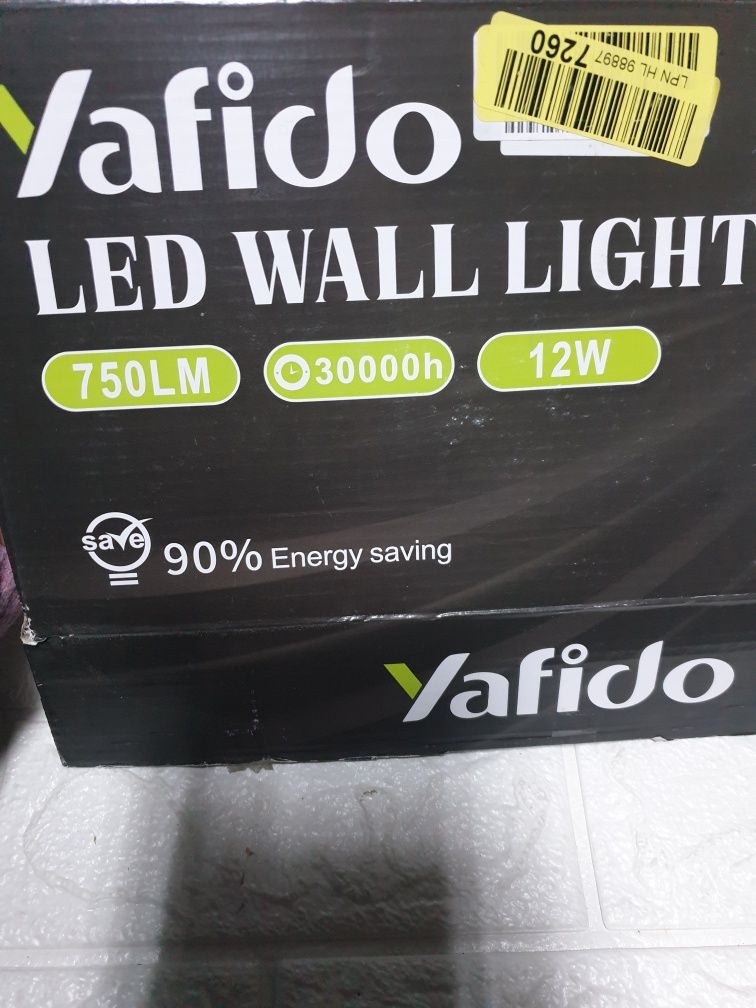 LPN HL 98897 7260
Yafido
LED WALL LIGHT
750LM
30000h
12W
save
90% Energy saving
Yafido